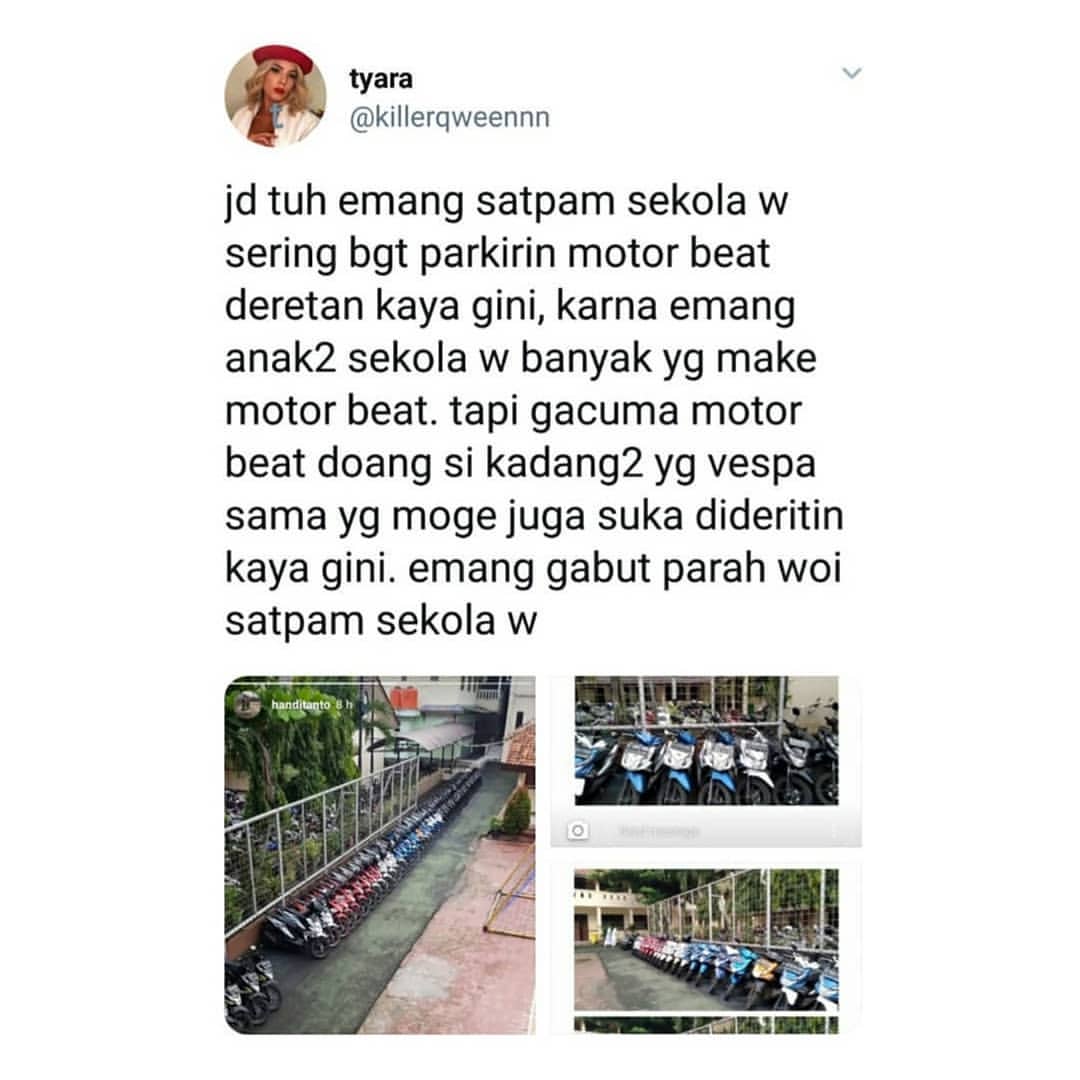 tyara
@killerqweennn
jd tuh emang satpam sekola w
sering bgt parkirin motor beat
deretan kaya gini, karna emang
anak2 sekola w banyak yg make
motor beat. tapi gacuma motor
beat doang si kadang2 yg vespa
sama yg moge juga suka dideritin
kaya gini. emang gabut parah woi
satpam sekola w
handitanto 8 h